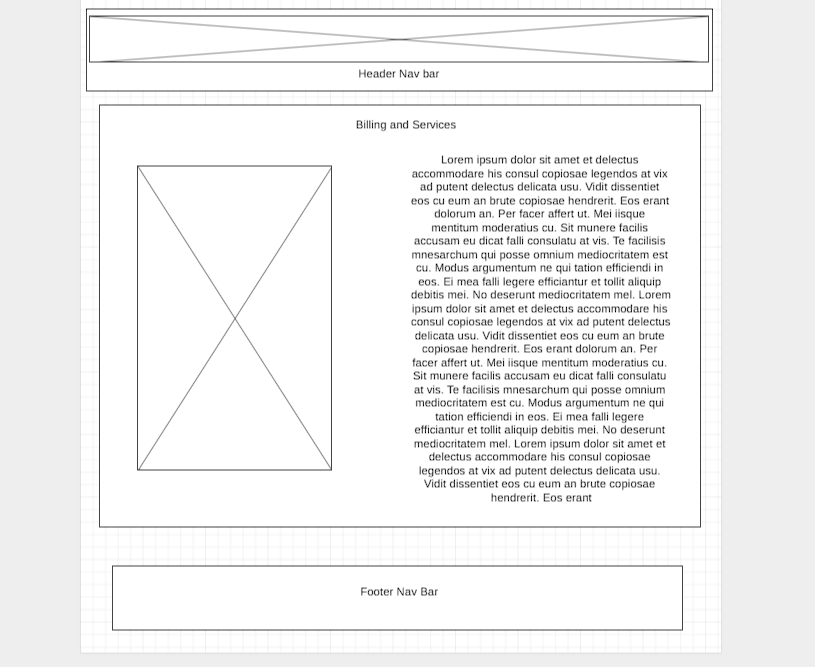 Header Nav bar
Billing and Services
Lorem ipsum dolor sit amet et delectus
accommodare his consul copiosae legendos at vix
ad putent delectus delicata usu. Vidit dissentiet
eos cu eum an brute copiosae hendrerit. Eos erant
dolorum an. Per facer affert ut. Mei iisque
mentitum moderatius cu. Sit munere facilis
accusam eu dicat falli consulatu at vis. Te facilisis
mnesarchum qui posse omnium mediocritatem est
cu. Modus argumentum ne qui tation efficiendi in
eos. Ei mea falli legere efficiantur et tollit aliquip
debitis mei. No deserunt mediocritatem mel. Lorem
ipsum dolor sit amet et delectus accommodare his
consul copiosae legendos at vix ad putent delectus
delicata usu. Vidit dissentiet eos cu eum an brute
copiosae hendrerit. Eos erant dolorum an. Per
facer affert ut. Mei iisque mentitum moderatius cu.
Sit munere facilis accusam eu dicat falli consulatu
at vis. Te facilisis mnesarchum qui posse omnium
mediocritatem est cu. Modus argumentum ne qui
tation efficiendi in eos. Ei mea falli legere
efficiantur et tollit aliquip debitis mei. No deserunt
mediocritatem mel. Lorem ipsum dolor sit amet et
delectus accommodare his consul copiosae
legendos at vix ad putent delectus delicata usu.
Vidit dissentiet eos cu eum an brute copiosae
hendrerit. Eos erant
Footer Nav Bar